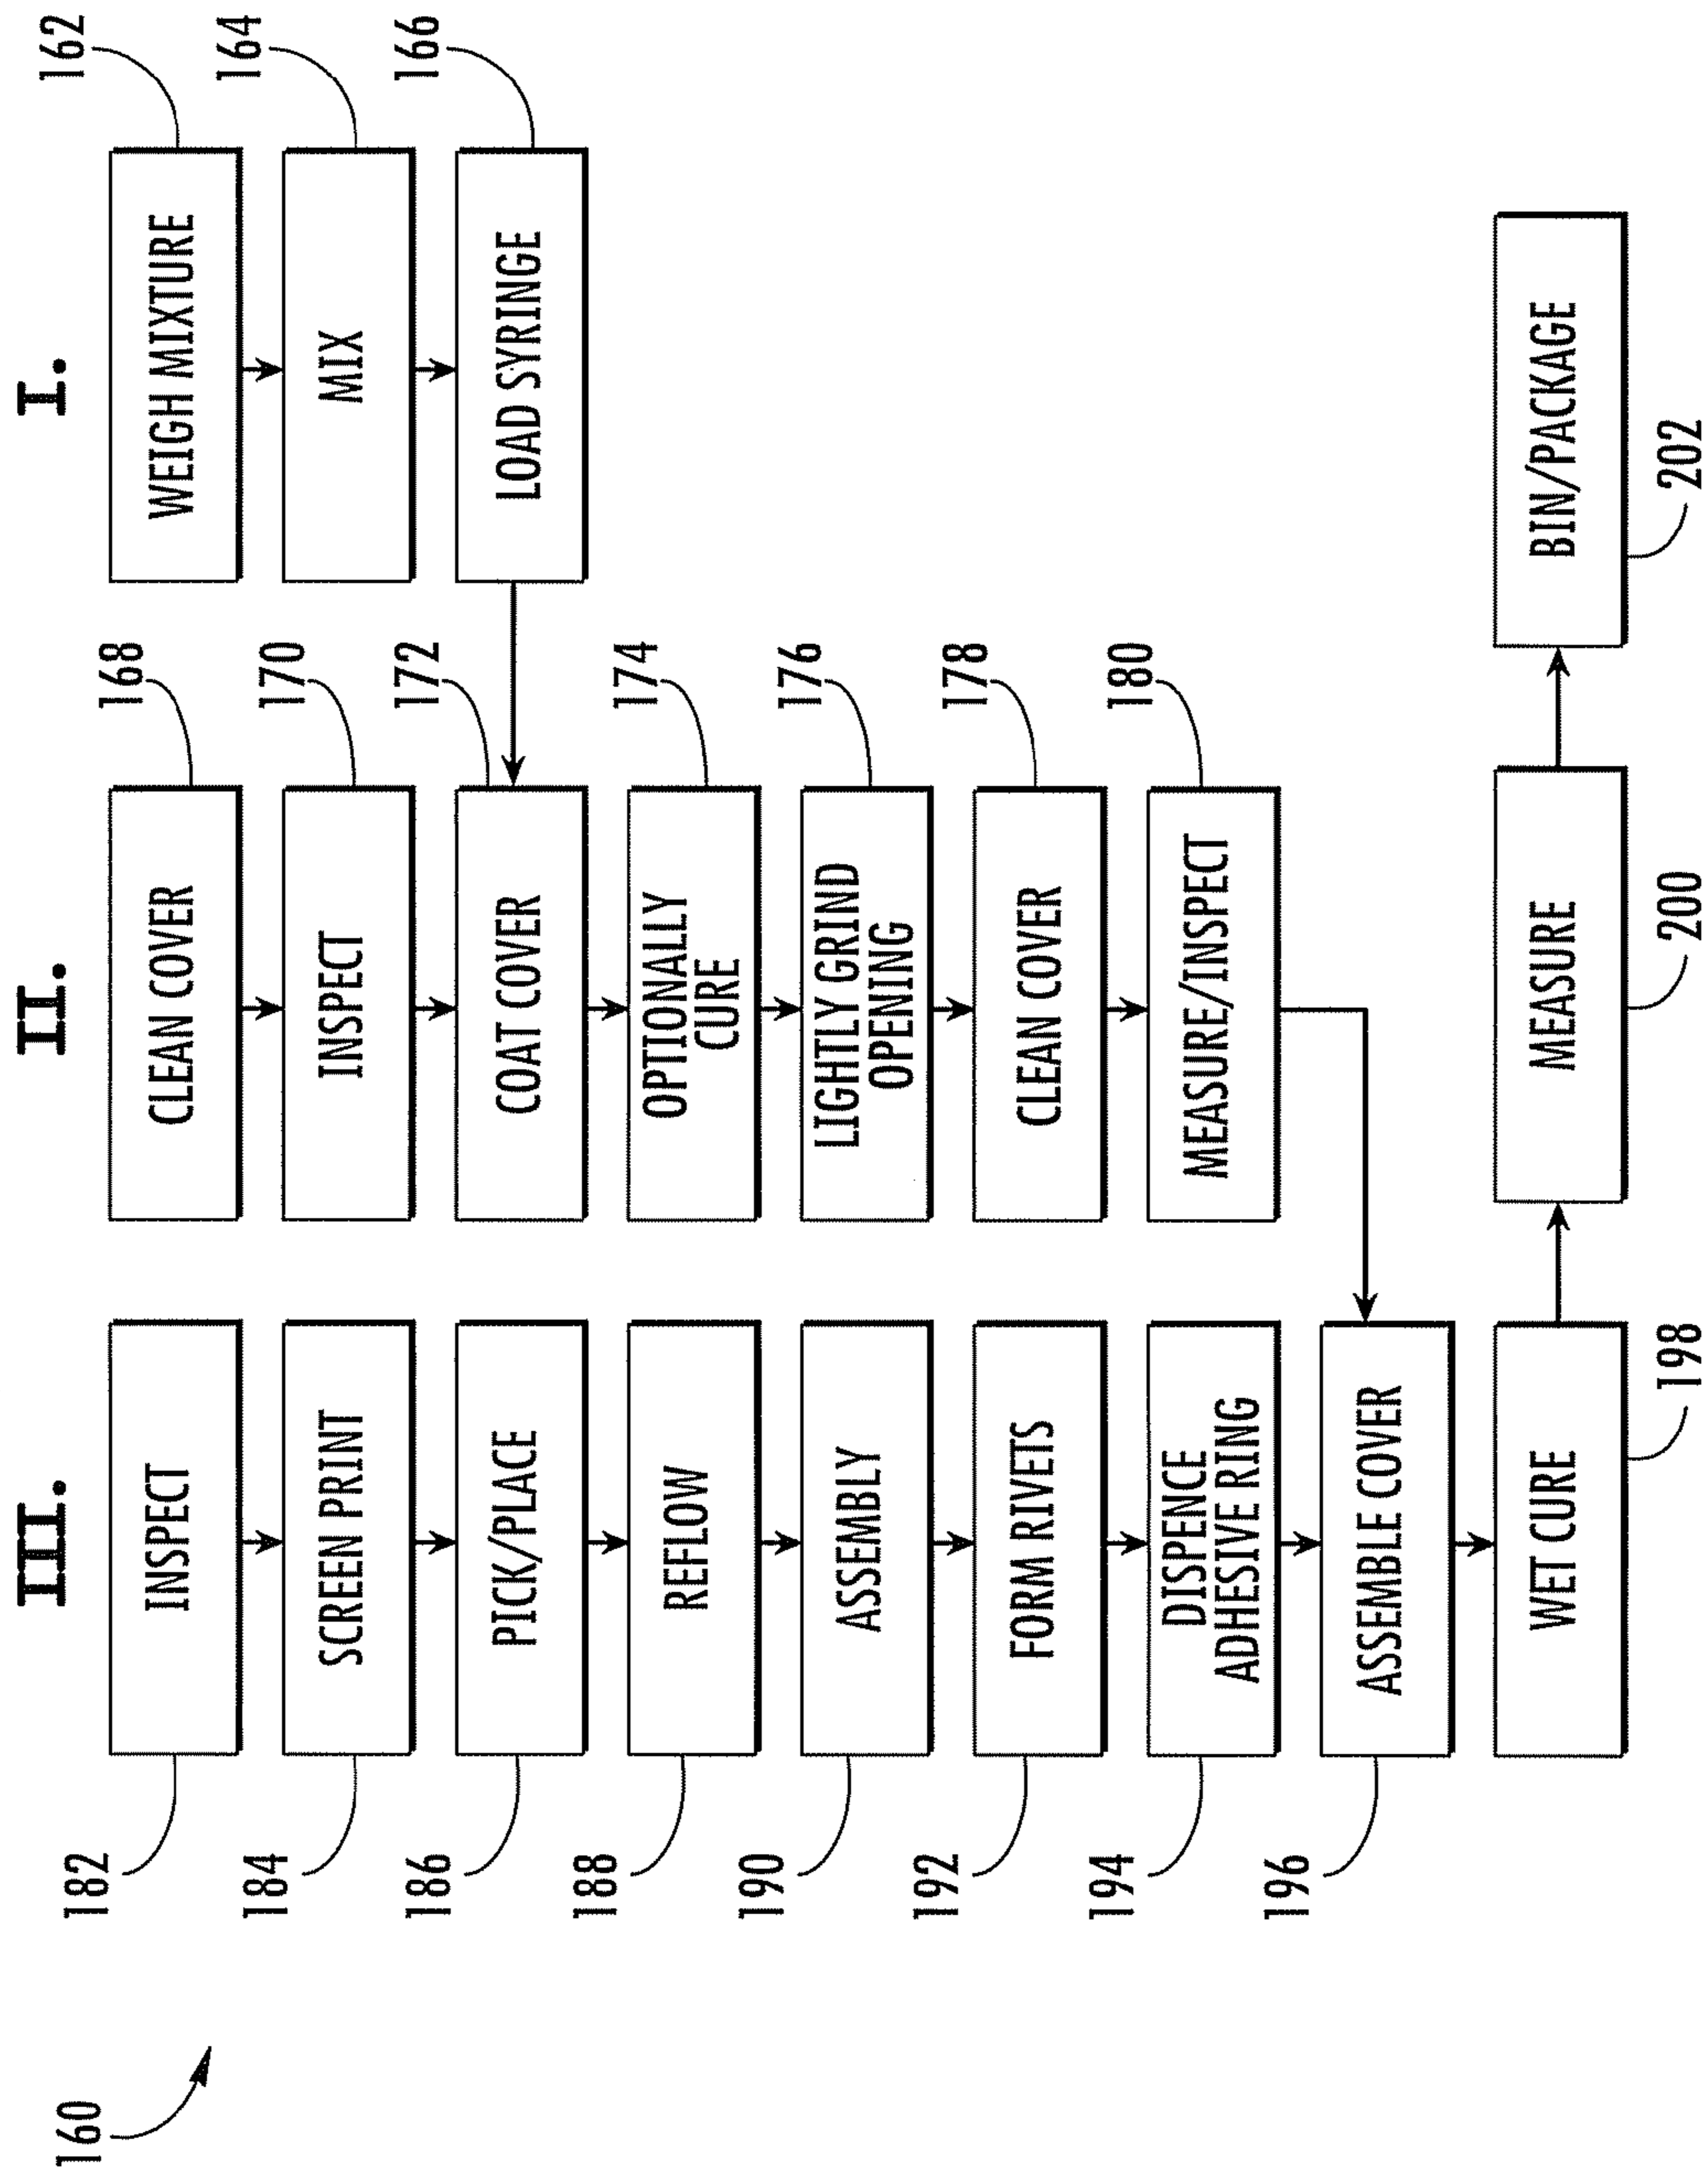 160
III.
182
INSPECT
184
SCREEN PRINT
186
PICK/PLACE
188
REFLOW
190
ASSEMBLY
192
FORM RIVETS
194
DISPENCE
ADHESIVE RING
196
ASSEMBLE COVER
WET CURE
198
II.
CLEAN COVER
168
INSPECT
170
COAT COVER
172
OPTIONALLY
CURE
174
LIGHTLY GRIND
OPENING
176
CLEAN COVER
178
MEASURE/INSPECT
180
MEASURE
200
I.
WEIGH MIXTURE
162
MIX
164
LOAD SYRINGE
166
BIN/PACKAGE
202